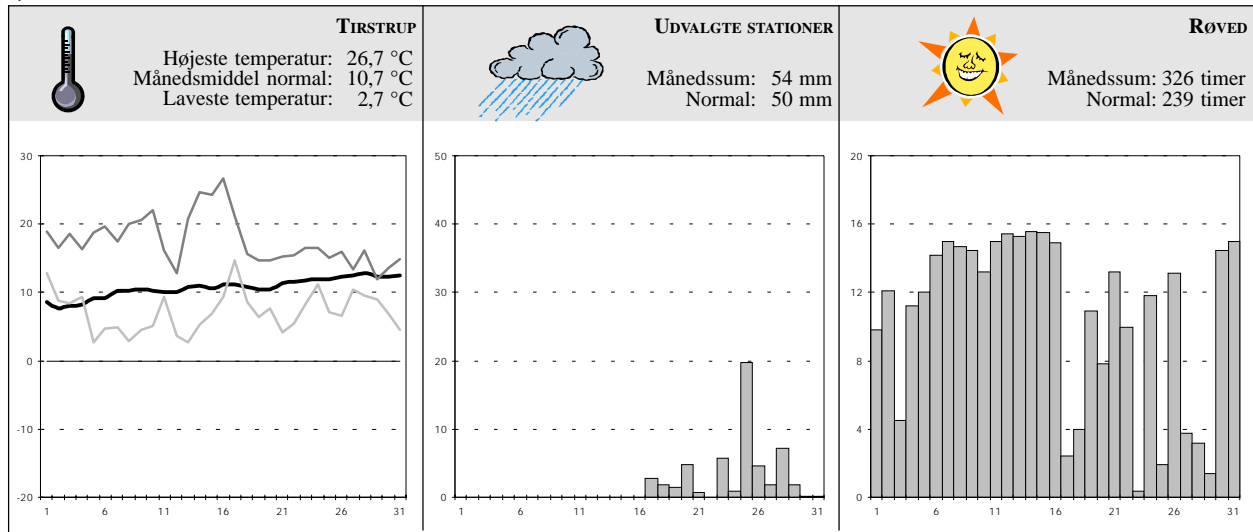 TIRSTRUP
Højeste temperatur: 26,7 °C
Månedsmiddel normal: 10,7 °C
Laveste temperatur: 2,7 °C
UDVALGTE STATIONER
Månedssum: 54 mm
Normal: 50 mm
RØVED
Månedssum: 326 timer
Normal: 239 timer
30
20
10
0
-10
-20
1 6 11 16 21 26 31
50
40
30
20
10
0
1 6 11 16 21 26 31
20
16
12
8
4
0
1 6 11 16 21 26 31